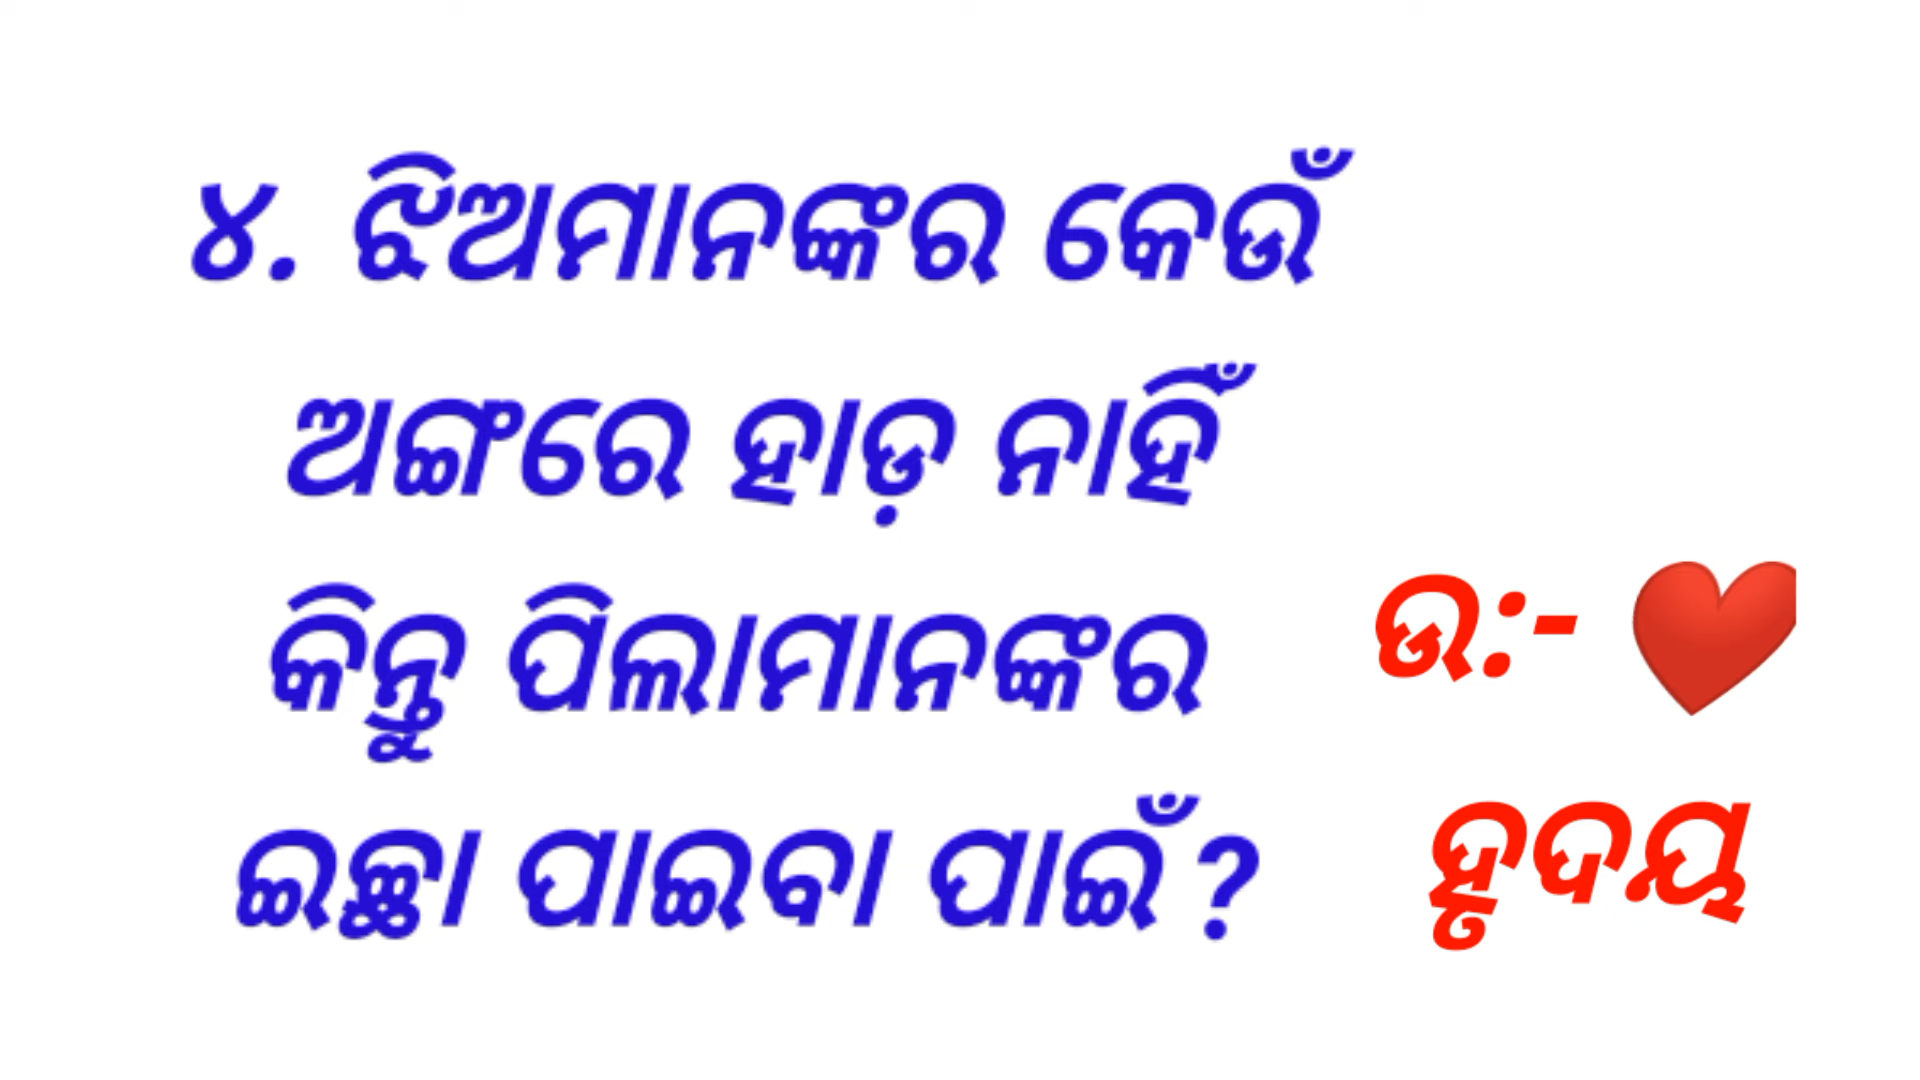 ୪. ଝିଅମାନଙ୍କର କେଉଁ
ଅଙ୍ଗରେ ହାଡ଼ ନାହିଁ
କିନ୍ତୁ ପିଲାମାନଙ୍କର
ଇଚ୍ଛା ପାଇବା ପାଇଁ ?
ଉ:- ❤️
ହୃଦୟ